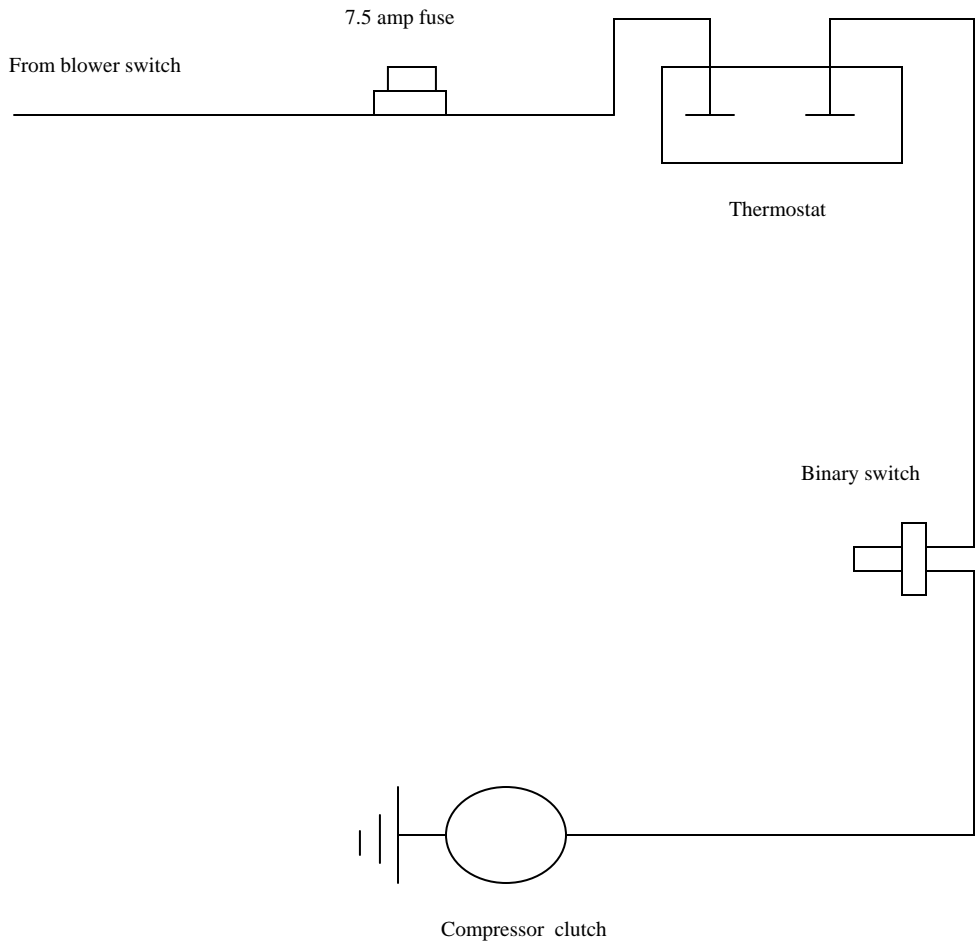 7.5 amp fuse
From blower switch
Thermostat
Binary switch
Compressor clutch